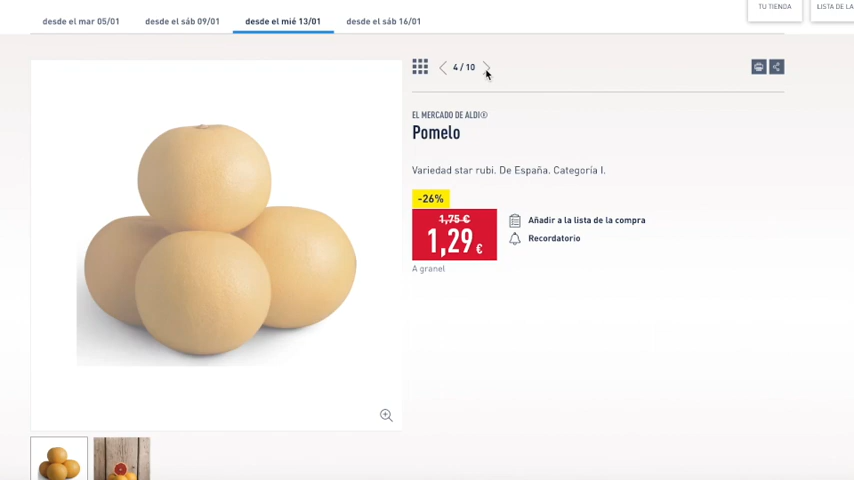 desde el mar 05/01
desde el sáb 09/01
desde el mié 13/01
desde el sáb 16/01
TU TIENDA
LISTA DE LA
4 / 10
EL MERCADO DE ALDI®
Pomelo
Variedad star rubi. De España. Categoría I.
-26%
1,75 €
1,29 €
Añadir a la lista de la compra
Recordatorio
A granel